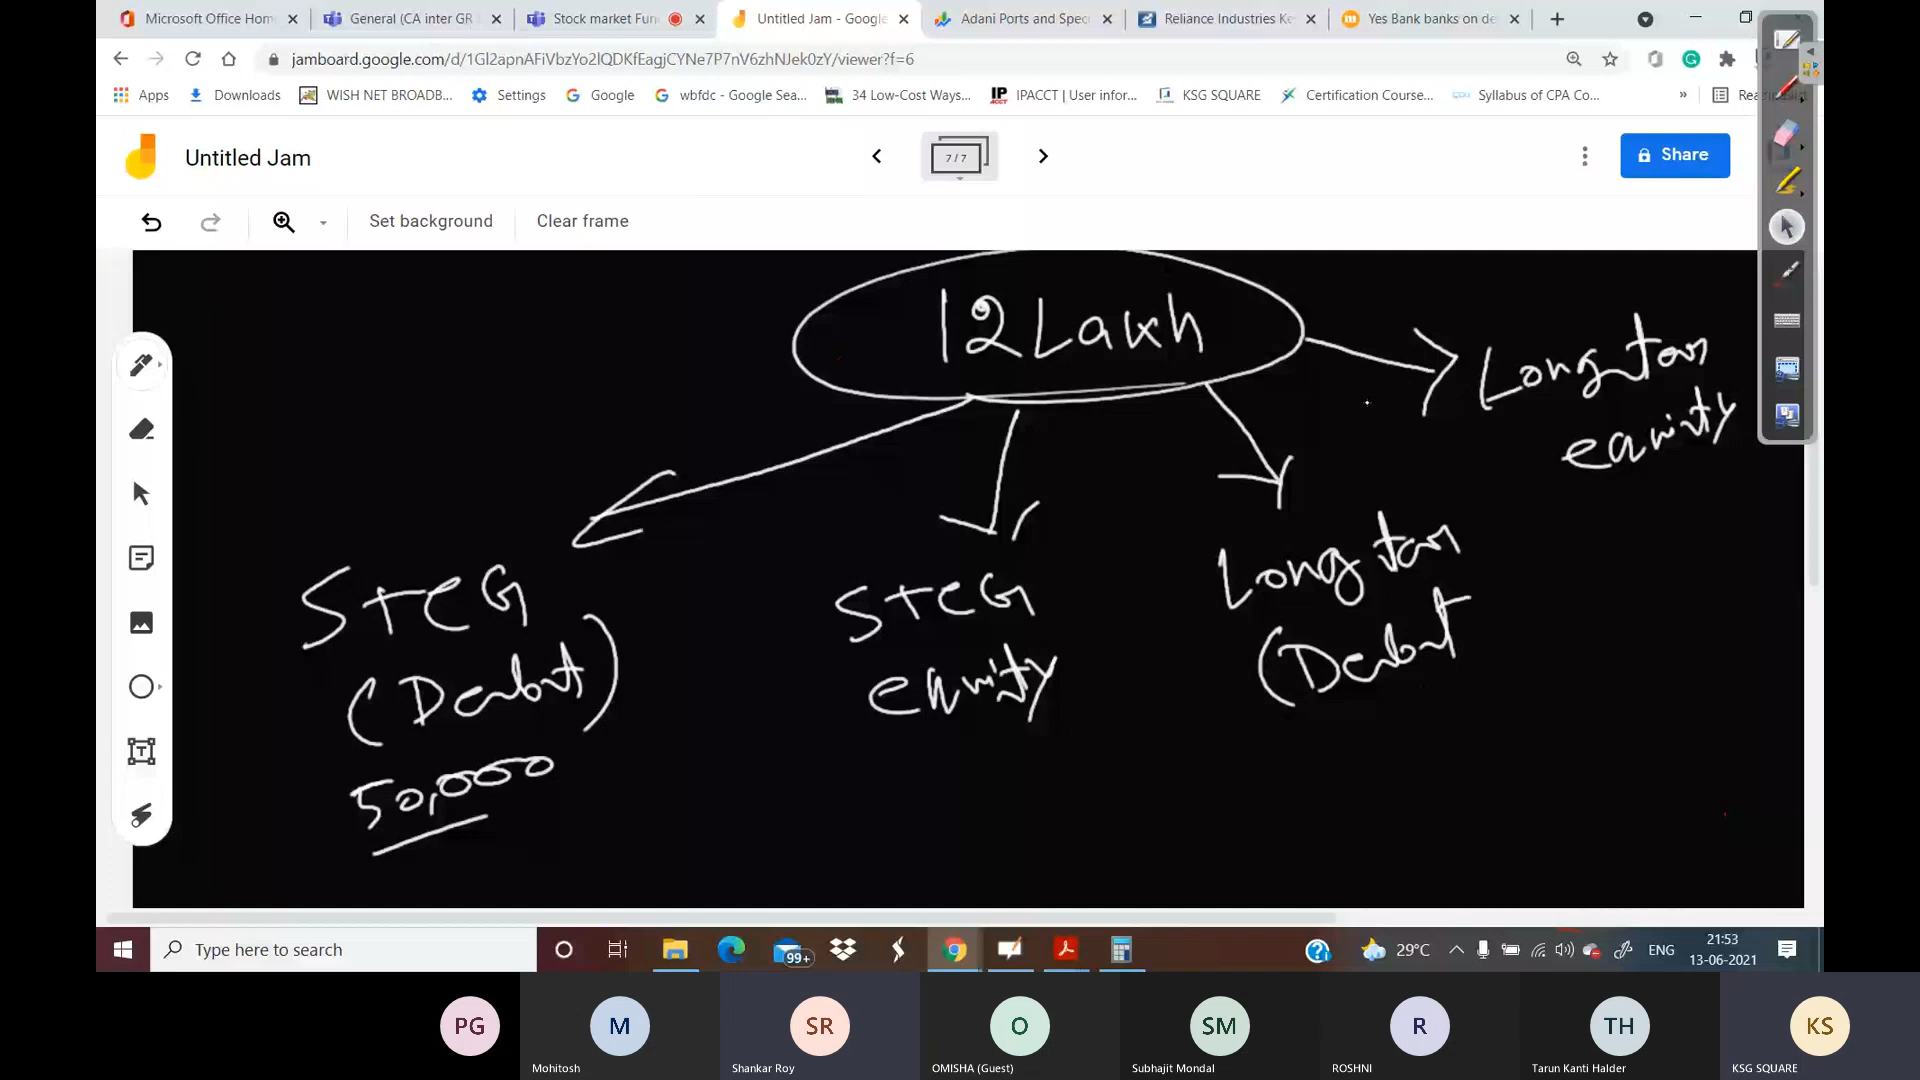 Microsoft Office Hom
General (CA inter GR
Stock market Fun
Untitled Jam - Google
Adani Ports and Spec
Reliance Industries Ke
Yes Bank banks on de
jamboard.google.com/d/1Gl2apnAFiVbzYo2lQDKfEagjCYNe7P7nV6zhNJek0zY/viewer?f=6
Apps
Downloads
WISH NET BROADB...
Settings
Google
wbfdc - Google Sea...
34 Low-Cost Ways...
IPACCT | User infor...
KSG SQUARE
Certification Course...
Syllabus of CPA Co...
»
Untitled Jam
7 / 7
Share
Set background
Clear frame
12 Lakh
Long tar
equity
STCG
(Debut)
50,000
STCG
equity
Long tar
(Debut
Type here to search
99+
29°C
ENG
21:53
13-06-2021
PG
M
SR
O
SM
R
TH
KS
Mohitosh
Shankar Roy
OMISHA (Guest)
Subhajit Mondal
ROSHNI
Tarun Kanti Halder
KSG SQUARE